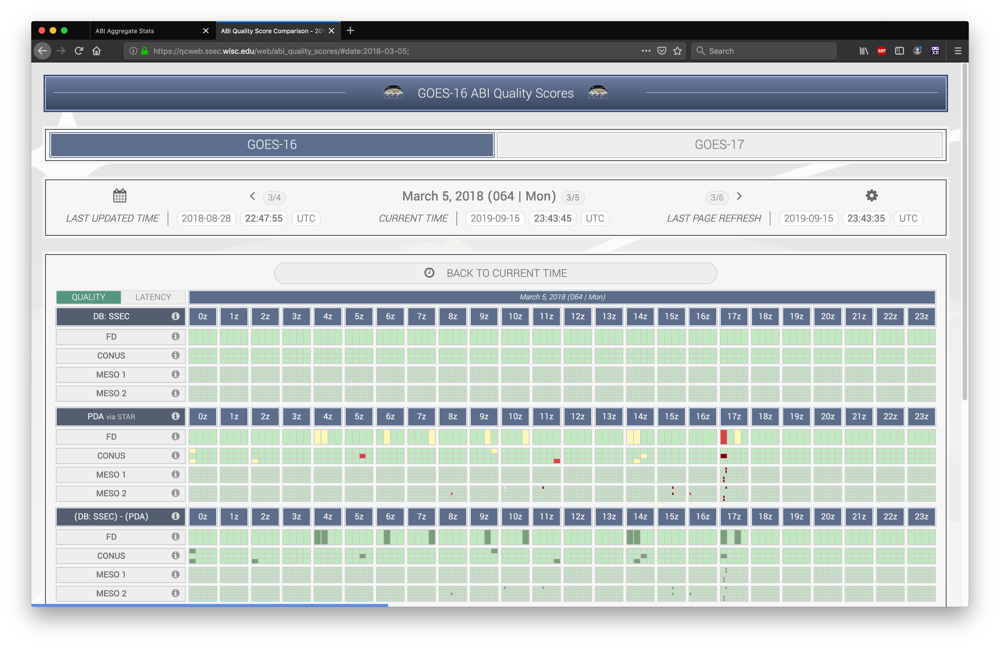 ABI Aggregate Stats ABI Quality Score Comparison - 201
https://qcweb.ssec.wisc.edu/web/abi_quality_scores/#date:2018-03-05; Search ABP XR
SSEC GOES-16 ABI Quality Scores SSEC
GOES-16 GOES-17
3/4 March 5, 2018 (064 | Mon) 3/5 3/6
LAST UPDATED TIME 2018-08-28 22:47:55 UTC CURRENT TIME 2019-09-15 23:43:45 UTC LAST PAGE REFRESH 2019-09-15 23:43:35 UTC
BACK TO CURRENT TIME
QUALITY LATENCY March 5, 2018 (064 | Mon)
DB: SSEC 0z 1z 2z 3z 4z 5z 6z 7z 8z 9z 10z 11z 12z 13z 14z 15z 16z 17z 18z 19z 20z 21z 22z 23z
FD
CONUS
MESO 1
MESO 2
PDA via STAR 0z 1z 2z 3z 4z 5z 6z 7z 8z 9z 10z 11z 12z 13z 14z 15z 16z 17z 18z 19z 20z 21z 22z 23z
FD
CONUS
MESO 1
MESO 2
(DB: SSEC) - (PDA) 0z 1z 2z 3z 4z 5z 6z 7z 8z 9z 10z 11z 12z 13z 14z 15z 16z 17z 18z 19z 20z 21z 22z 23z
FD
CONUS
MESO 1
MESO 2